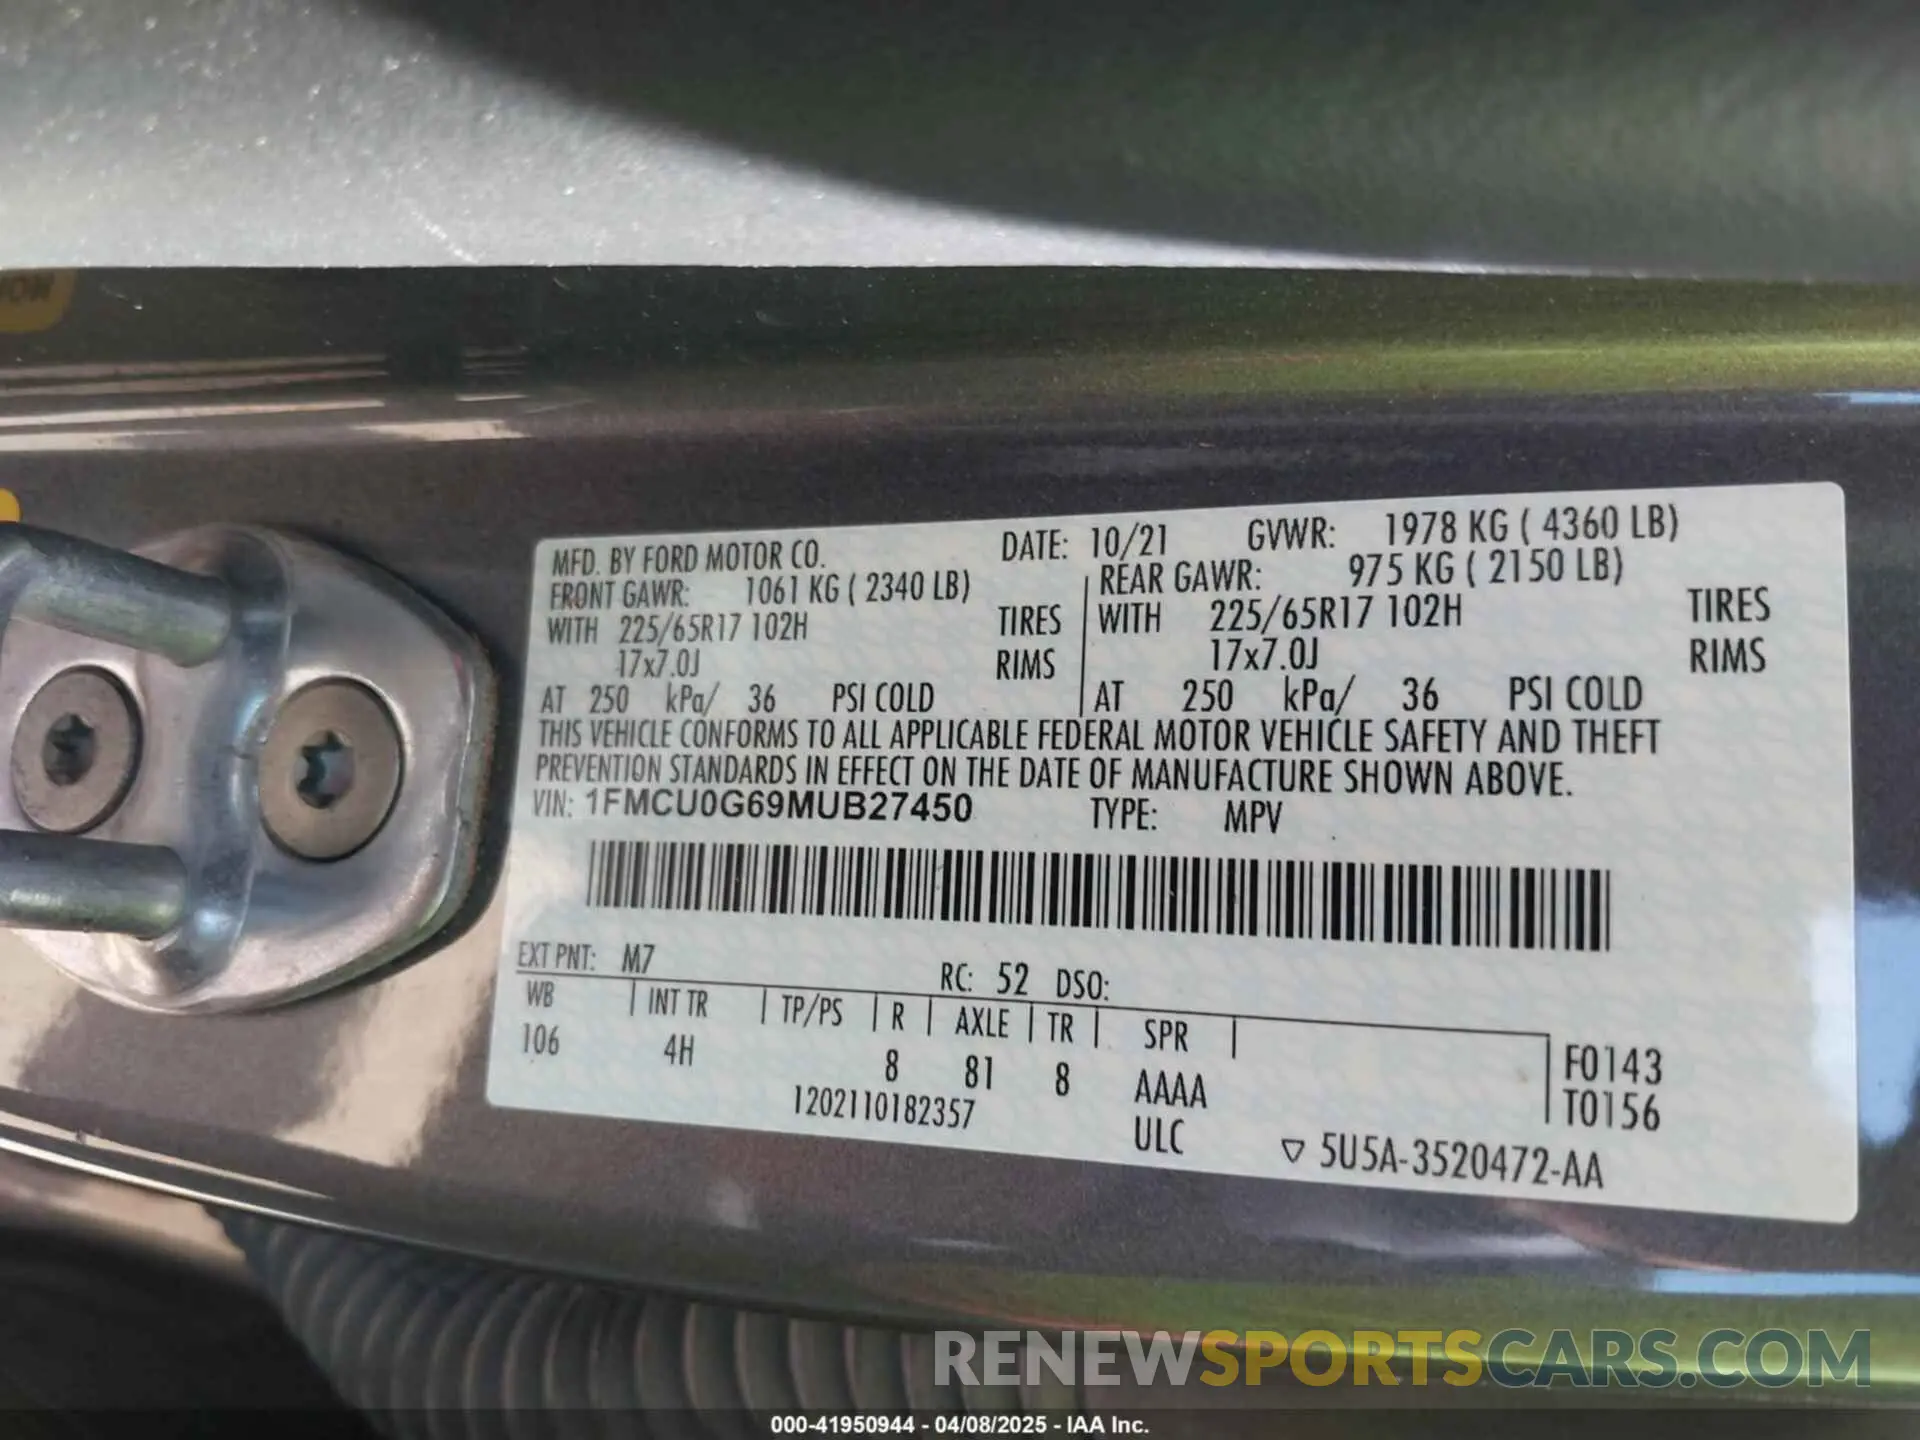 MFD. BY FORD MOTOR CO. DATE: 10/21 GVWR: 1978 KG ( 4360 LB)
FRONT GAWR: 1061 KG ( 2340 LB) REAR GAWR: 975 KG ( 2150 LB)
WITH 225/65R17 102H TIRES WITH 225/65R17 102H TIRES
17x7.0J RIMS 17x7.0J RIMS
AT 250 kPa/ 36 PSI COLD AT 250 kPa/ 36 PSI COLD
THIS VEHICLE CONFORMS TO ALL APPLICABLE FEDERAL MOTOR VEHICLE SAFETY AND THEFT
PREVENTION STANDARDS IN EFFECT ON THE DATE OF MANUFACTURE SHOWN ABOVE.
VIN: 1FMCU0G69MUB27450 TYPE: MPV
EXT PNT: M7 RC: 52 DSO:
WB INT TR TP/PS R AXLE TR SPR F0143
106 4H 8 81 8 AAAA T0156
1202110182357 ULC 5U5A-3520472-AA
RENEWSPORTSCARS.COM
000-41950944 - 04/08/2025 - IAA Inc.